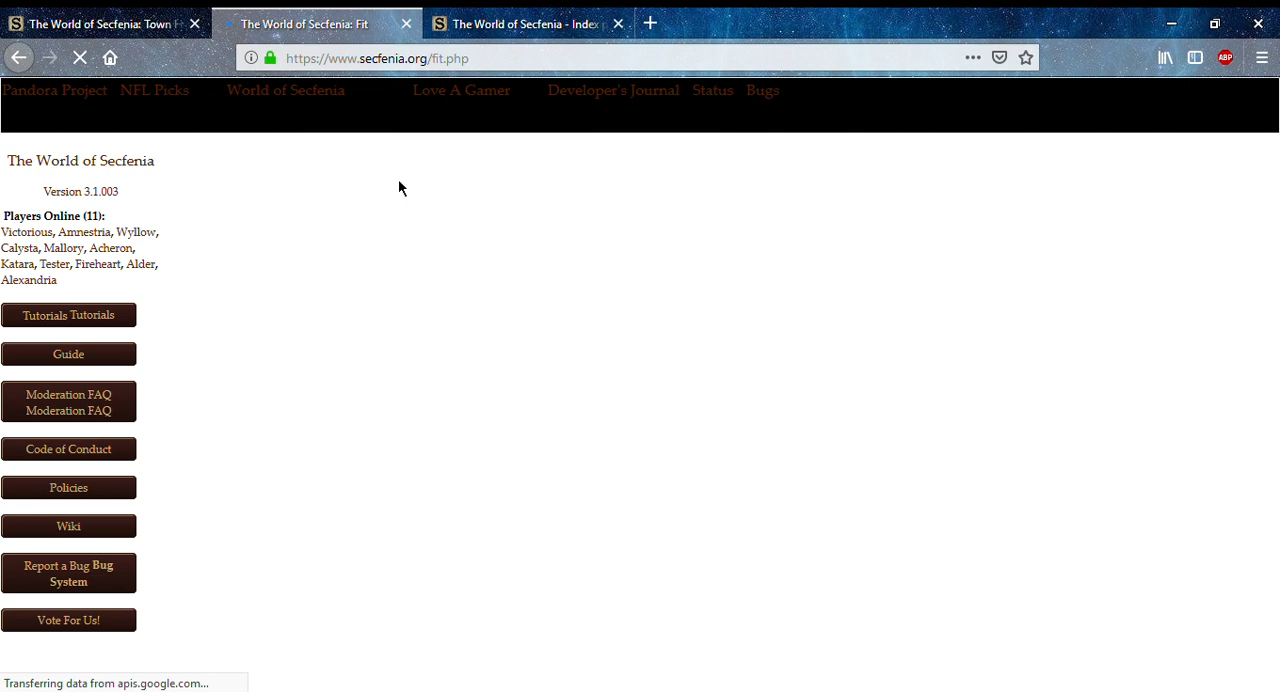 The World of Secfenia: Town
The World of Secfenia: Fit
The World of Secfenia - Index
https://www.secfenia.org/fit.php
ABP
Pandora Project NFL Picks World of Secfenia Love A Gamer Developer's Journal Status Bugs
The World of Secfenia
Version 3.1.003
Players Online (11):
Victorious, Amnestria, Wyllow,
Calysta, Mallory, Acheron,
Katara, Tester, Fireheart, Alder,
Alexandria
Tutorials Tutorials
Guide
Moderation FAQ
Moderation FAQ
Code of Conduct
Policies
Wiki
Report a Bug Bug
System
Vote For Us!
Transferring data from apis.google.com...